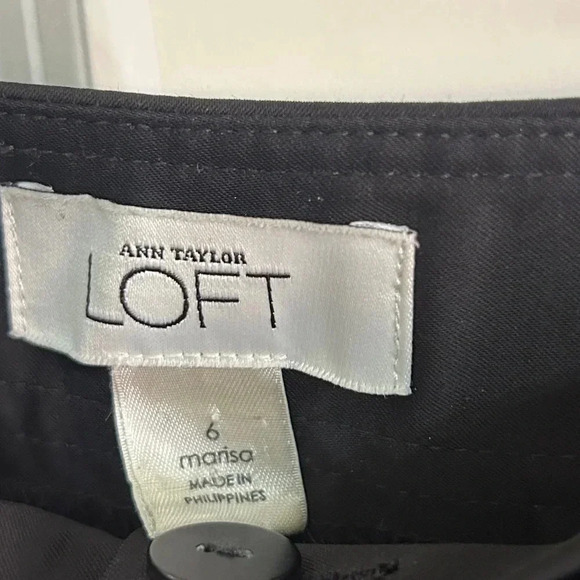 ANN TAYLOR
LOFT
6
marisa
MADE IN
PHILIPPINES